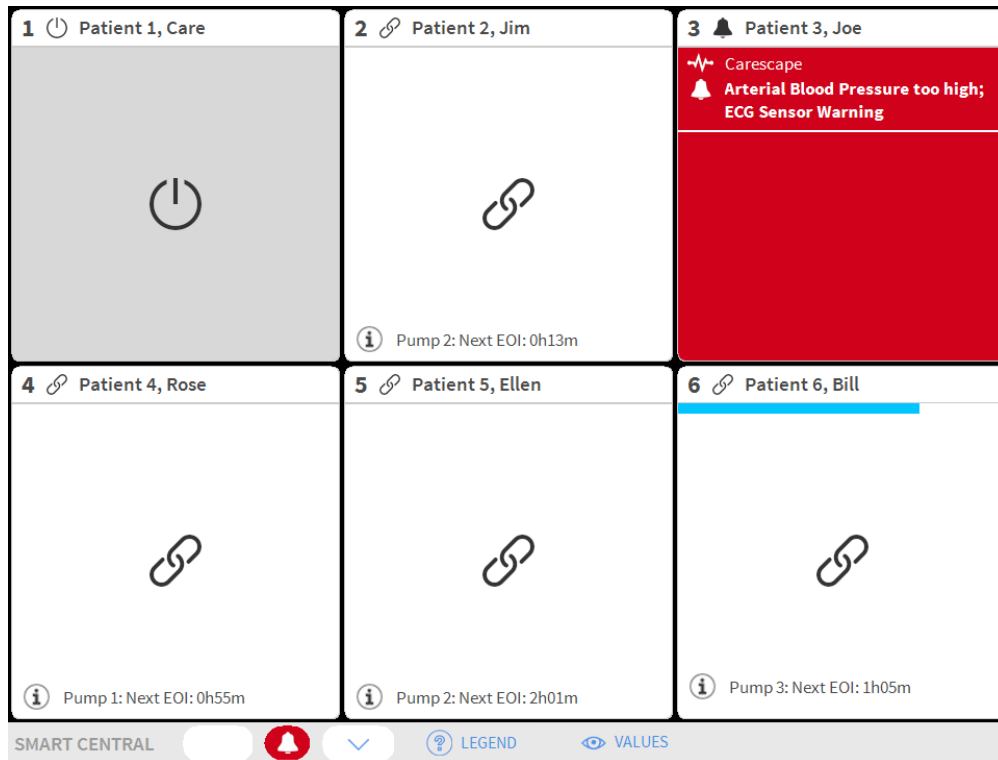 1 Patient 1, Care
2 Patient 2, Jim
3 Patient 3, Joe
Carescape
Arterial Blood Pressure too high;
ECG Sensor Warning
Pump 2: Next EOI: 0h13m
4 Patient 4, Rose
5 Patient 5, Ellen
6 Patient 6, Bill
Pump 1: Next EOI: 0h55m
Pump 2: Next EOI: 2h01m
Pump 3: Next EOI: 1h05m
SMART CENTRAL
? LEGEND
VALUES